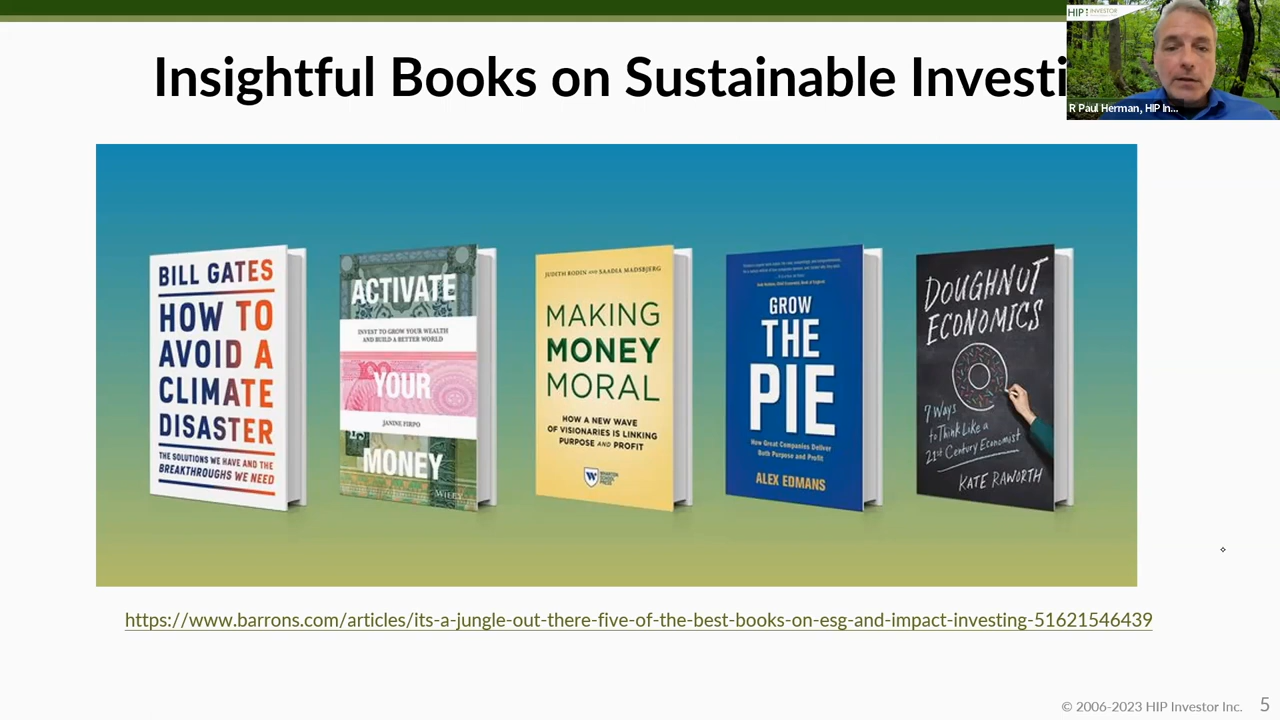 Insightful Books on Sustainable Investi
HIP INVESTOR
R Paul Herman, HIP In...
BILL GATES
HOW TO
AVOID A
CLIMATE
DISASTER
THE SOLUTIONS WE HAVE AND THE
BREAKTHROUGHS WE NEED
ACTIVATE
INVEST TO GROW YOUR WEALTH
AND BUILD A BETTER WORLD
YOUR
JANINE FIRPO
MONEY
WILEY
JUDITH RODIN AND SAADIA MADSBJERG
MAKING
MONEY
MORAL
HOW A NEW WAVE
OF VISIONARIES IS LINKING
PURPOSE AND PROFIT
WHARTON
SCHOOL
PRESS
GROW
THE
PIE
How Great Companies Deliver
Both Purpose and Profit
ALEX EDMANS
DOUGHNUT
ECONOMICS
7 Ways
to Think Like a
21st Century Economist
KATE RAWORTH
https://www.barrons.com/articles/its-a-jungle-out-there-five-of-the-best-books-on-esg-and-impact-investing-51621546439
© 2006-2023 HIP Investor Inc.
5